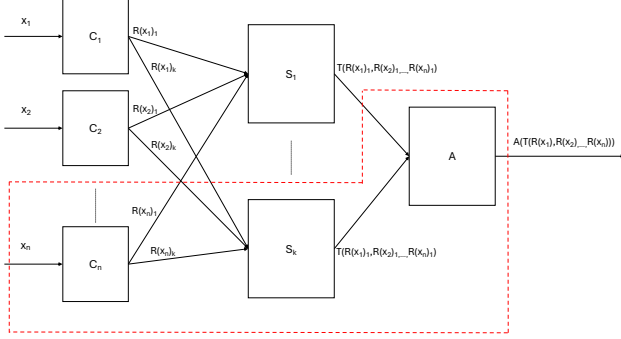 x₁
C₁
R(x₁)₁
R(x₁)ₖ
S₁
T(R(x₁)₁,R(x₂)₁,...,R(xₙ)₁)
x₂
C₂
R(x₂)₁
R(x₂)ₖ
A
A(T(R(x₁),R(x₂),...,R(xₙ)))
xₙ
Cₙ
R(xₙ)₁
R(xₙ)ₖ
Sₖ
T(R(x₁)₁,R(x₂)₁,...,R(xₙ)₁)